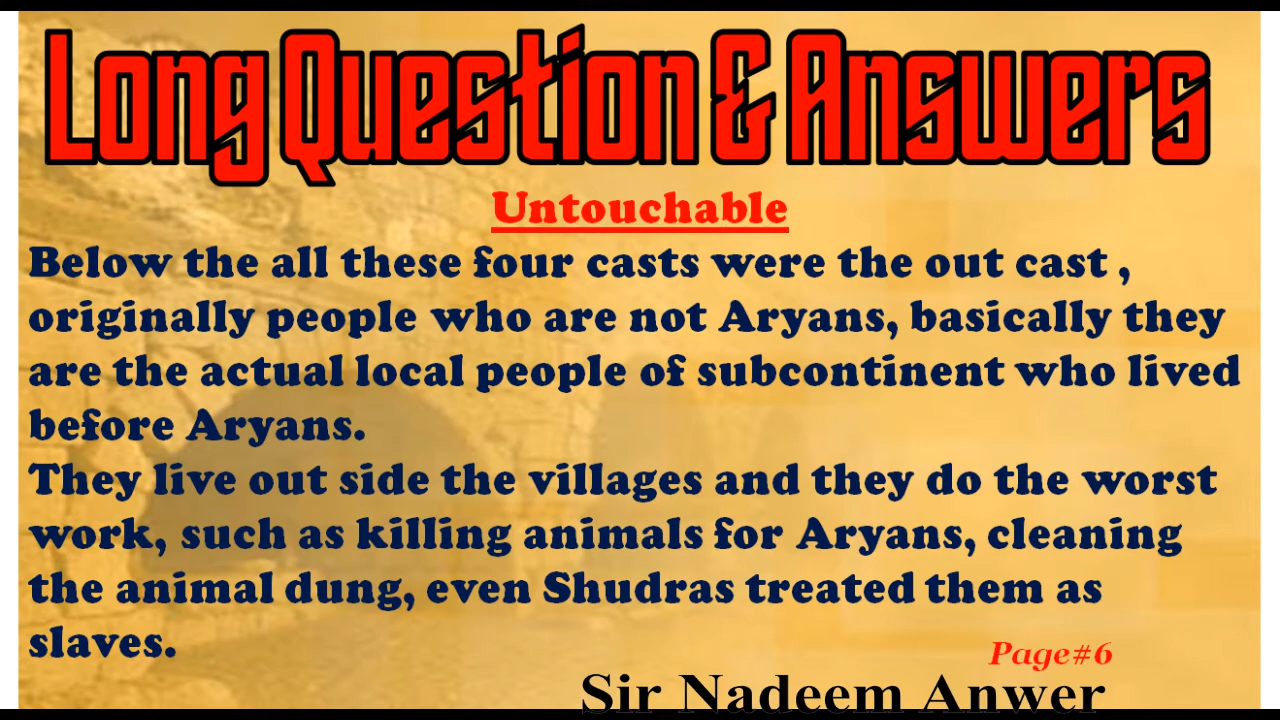 Long Question & Answers
Untouchable
Below the all these four casts were the out cast ,
originally people who are not Aryans, basically they
are the actual local people of subcontinent who lived
before Aryans.
They live out side the villages and they do the worst
work, such as killing animals for Aryans, cleaning
the animal dung, even Shudras treated them as
slaves.
Page#6
Sir Nadeem Anwer